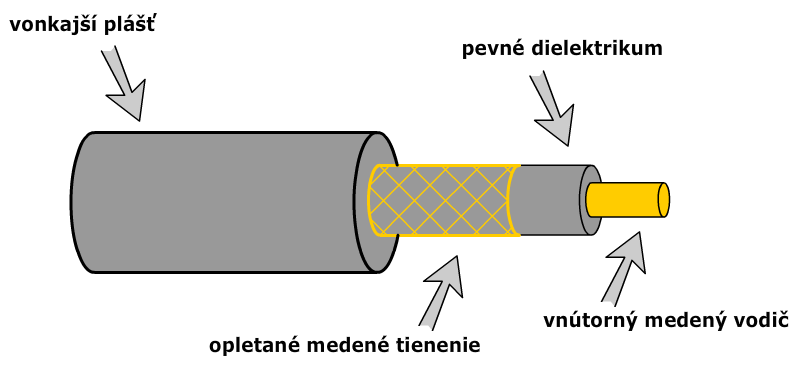 vonkajší plášť
pevné dielektrikum
vnútorný medený vodič
opletané medené tienenie